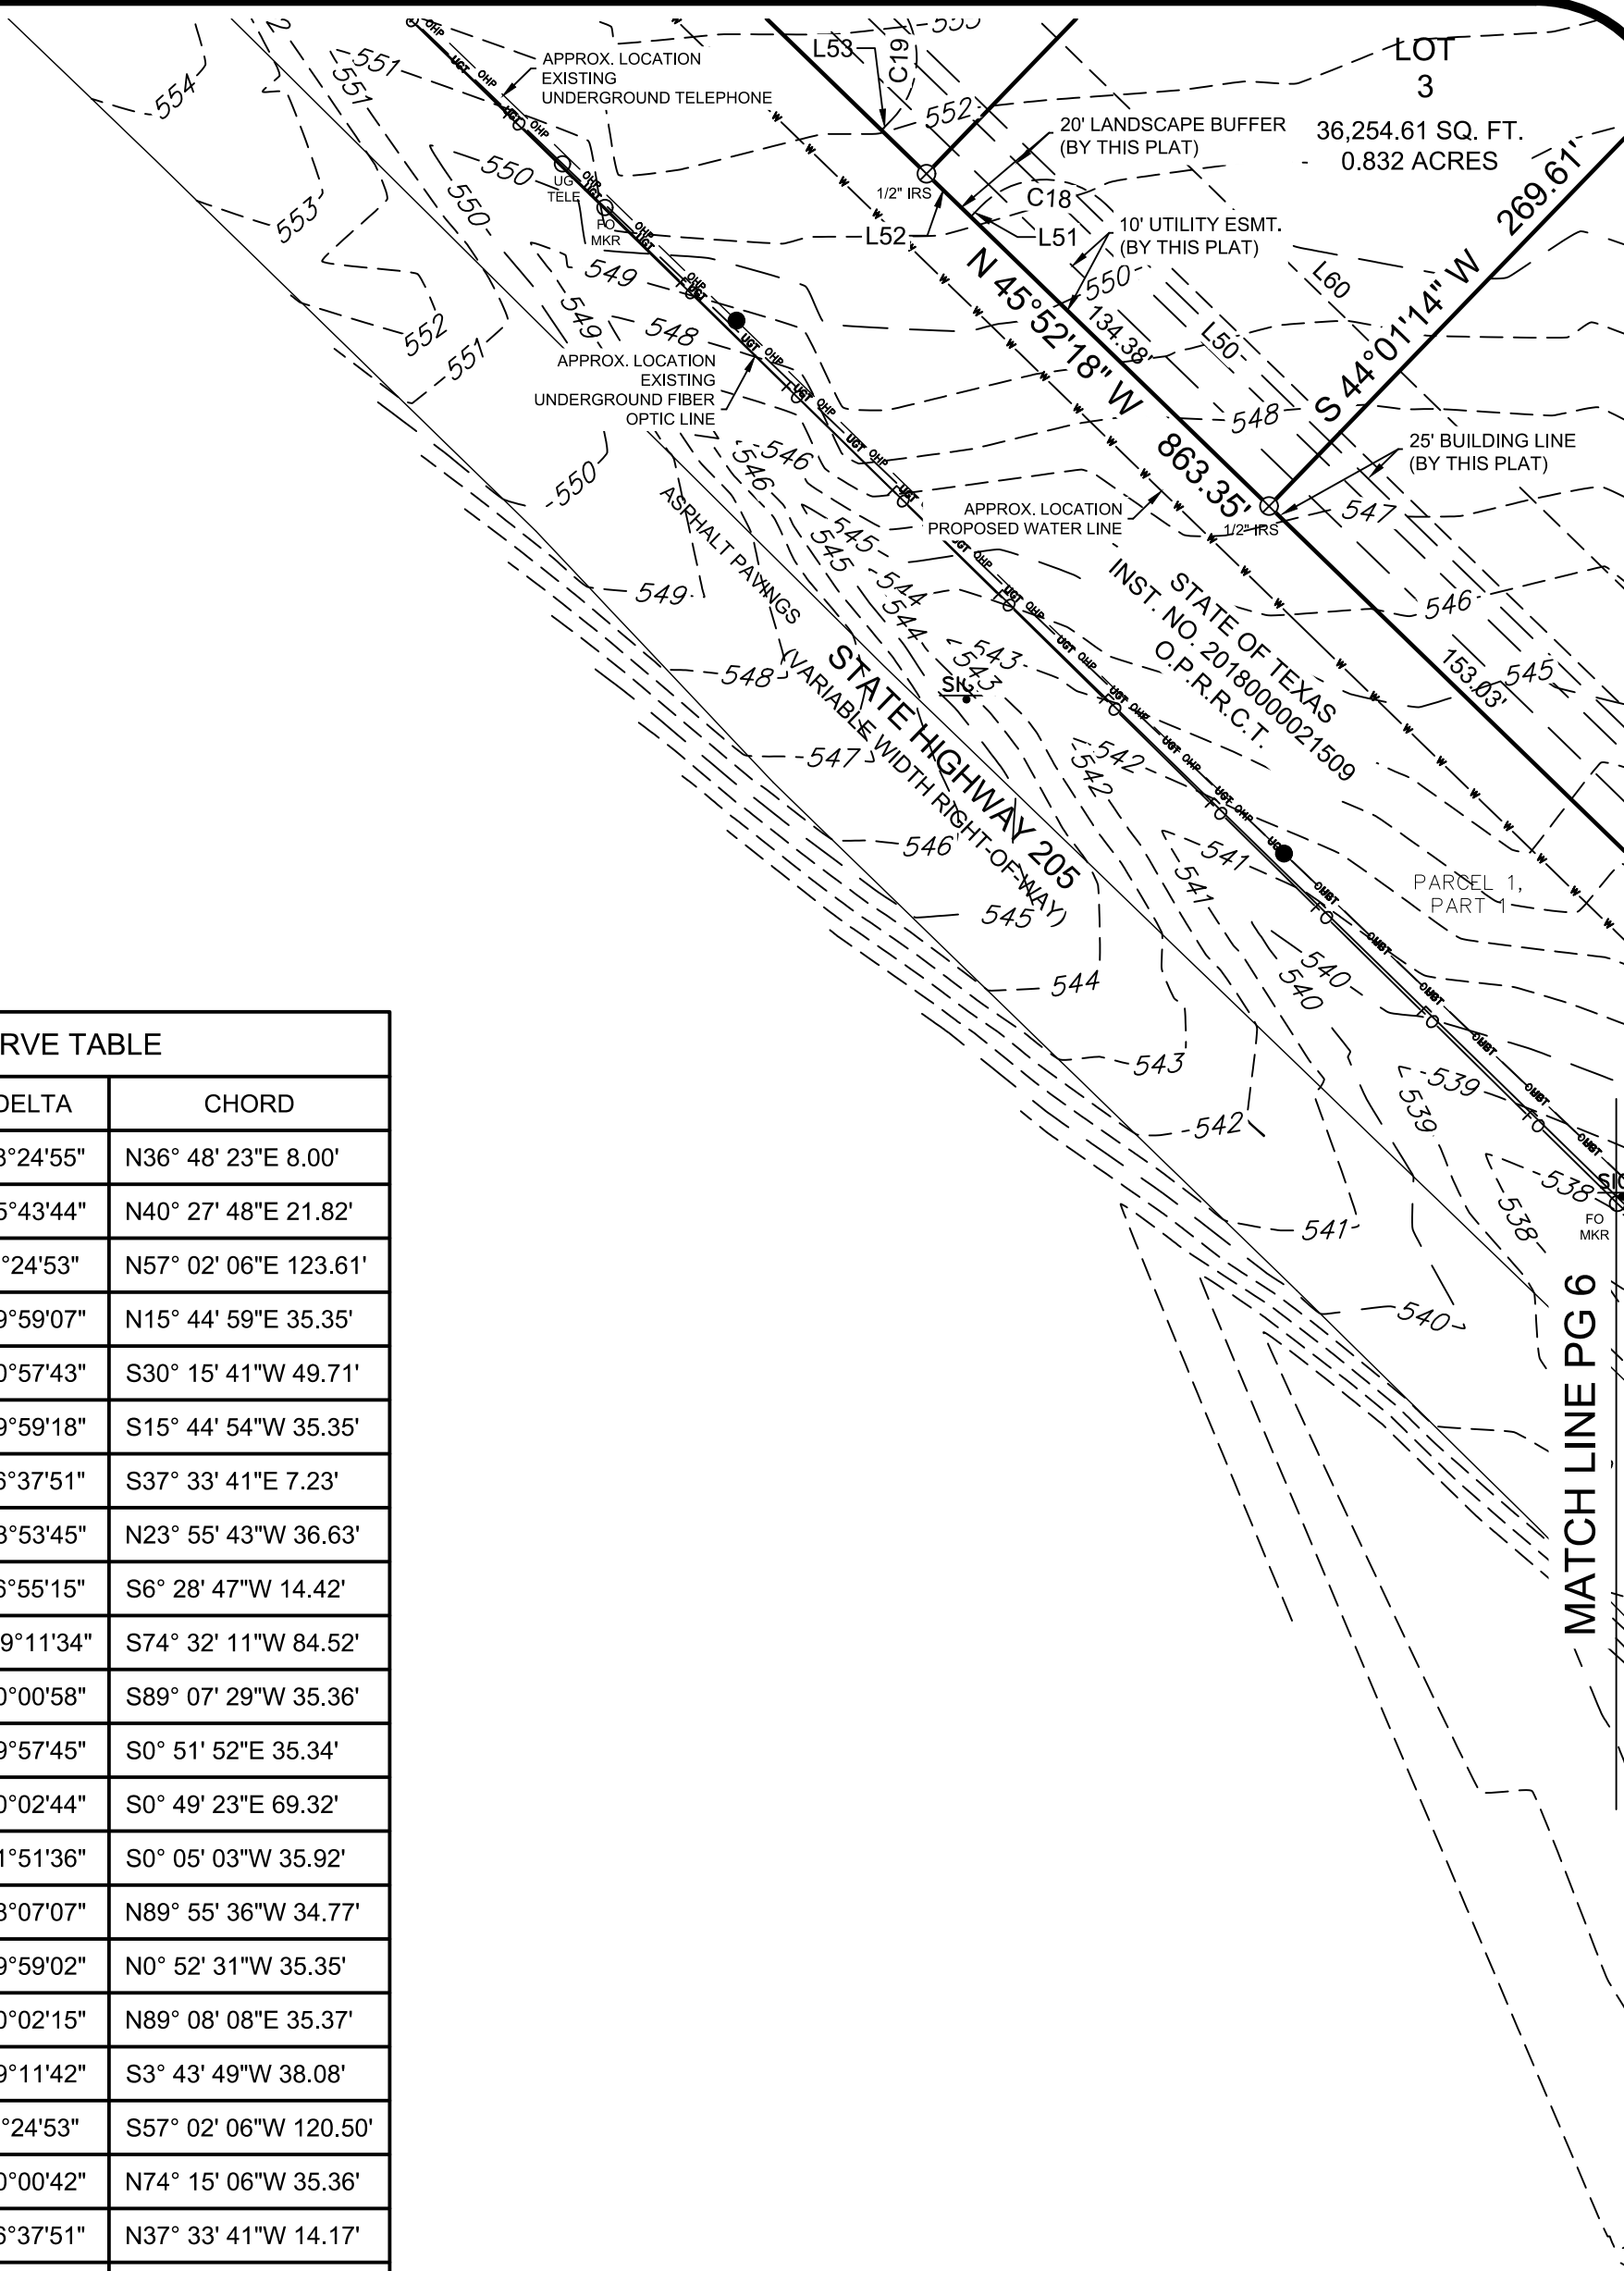 APPROX. LOCATION
EXISTING
UNDERGROUND TELEPHONE
L53
C19
552
LOT
3
36,254.61 SQ. FT.
0.832 ACRES
20' LANDSCAPE BUFFER
(BY THIS PLAT)
1/2" IRS
C18
L52
L51
10' UTILITY ESMT.
(BY THIS PLAT)
S 44°01'14" W 269.61'
N 45°52'18" W 863.35'
134.38'
L60
L50
550
548
547
546
545
153.03'
25' BUILDING LINE
(BY THIS PLAT)
1/2" IRS
554
553
552
551
550
549
548
547
546
545
544
543
542
541
540
551
551
550
550
549
549
548
546
546
545
545
544
544
543
543
542
542
541
541
540
540
539
539
538
538
UG
TELE
FO
MKR
APPROX. LOCATION
EXISTING
UNDERGROUND FIBER
OPTIC LINE
APPROX. LOCATION
PROPOSED WATER LINE
ASPHALT PAVINGS
STATE HIGHWAY 205
(VARIABLE WIDTH RIGHT-OF-WAY)
STATE OF TEXAS
INST. NO. 20180000021509
O.P.R.R.C.T.
PARCEL 1,
PART 1
FO
MKR
MATCH LINE PG 6
RVE TABLE
DELTA CHORD
3°24'55" N36° 48' 23"E 8.00'
5°43'44" N40° 27' 48"E 21.82'
°24'53" N57° 02' 06"E 123.61'
9°59'07" N15° 44' 59"E 35.35'
0°57'43" S30° 15' 41"W 49.71'
9°59'18" S15° 44' 54"W 35.35'
6°37'51" S37° 33' 41"E 7.23'
3°53'45" N23° 55' 43"W 36.63'
6°55'15" S6° 28' 47"W 14.42'
9°11'34" S74° 32' 11"W 84.52'
0°00'58" S89° 07' 29"W 35.36'
9°57'45" S0° 51' 52"E 35.34'
0°02'44" S0° 49' 23"E 69.32'
1°51'36" S0° 05' 03"W 35.92'
3°07'07" N89° 55' 36"W 34.77'
9°59'02" N0° 52' 31"W 35.35'
0°02'15" N89° 08' 08"E 35.37'
9°11'42" S3° 43' 49"W 38.08'
°24'53" S57° 02' 06"W 120.50'
0°00'42" N74° 15' 06"W 35.36'
6°37'51" N37° 33' 41"W 14.17'